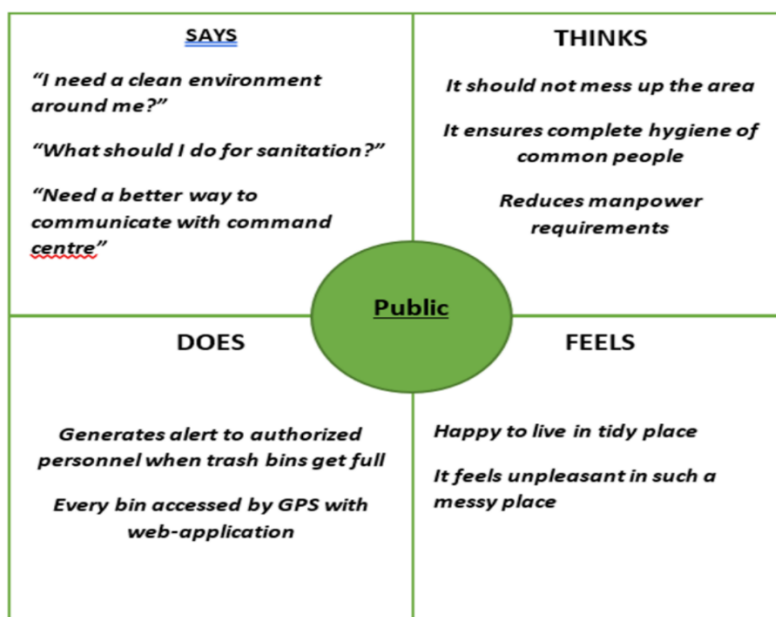 SAYS
“I need a clean environment
around me?”
“What should I do for sanitation?”
“Need a better way to
communicate with command
centre”
THINKS
It should not mess up the area
It ensures complete hygiene of
common people
Reduces manpower
requirements
Public
DOES
Generates alert to authorized
personnel when trash bins get full
Every bin accessed by GPS with
web-application
FEELS
Happy to live in tidy place
It feels unpleasant in such a
messy place